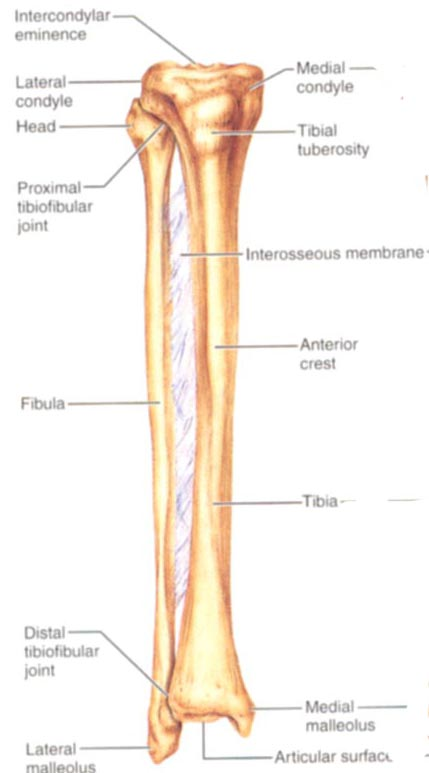 Intercondylar
eminence
Lateral
condyle
Head
Proximal
tibiofibular
joint
Medial
condyle
Tibial
tuberosity
Interosseous membrane
Anterior
crest
Fibula
Tibia
Distal
tibiofibular
joint
Medial
malleolus
Lateral
malleolus
Articular